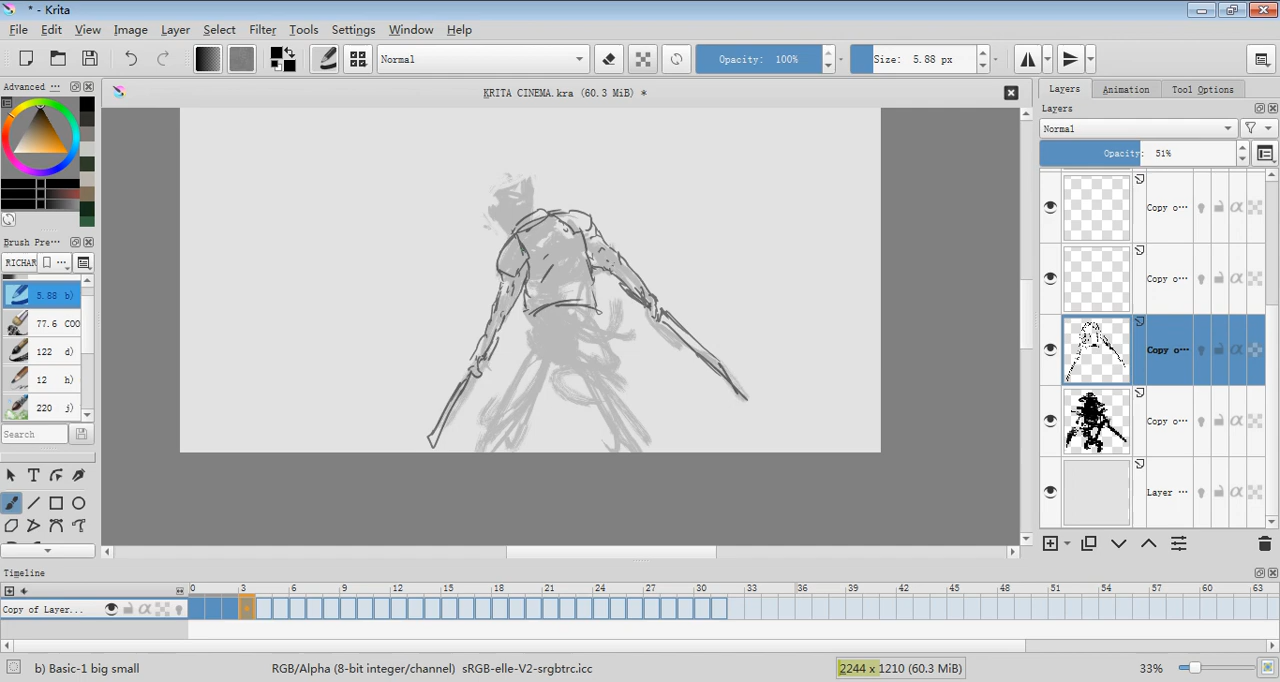 * - Krita
File Edit View Image Layer Select Filter Tools Settings Window Help
Normal Opacity: 100% Size: 5.88 px
Advanced ···
KRITA CINEMA.kra (60.3 MiB) *
Layers Animation Tool Options
Layers
Normal
Opacity: 51%
Copy o···
Copy o···
Copy o···
Copy o···
Layer ···
Brush Pre···
RICHAR ···
5.88 b)
77.6 COO
122 d)
12 h)
220 j)
Search
Timeline
0 3 6 9 12 15 18 21 24 27 30 33 36 39 42 45 48 51 54 57 60 63
Copy of Layer...
b) Basic-1 big small RGB/Alpha (8-bit integer/channel) sRGB-elle-V2-srgbtrc.icc 2244 x 1210 (60.3 MiB) 33%